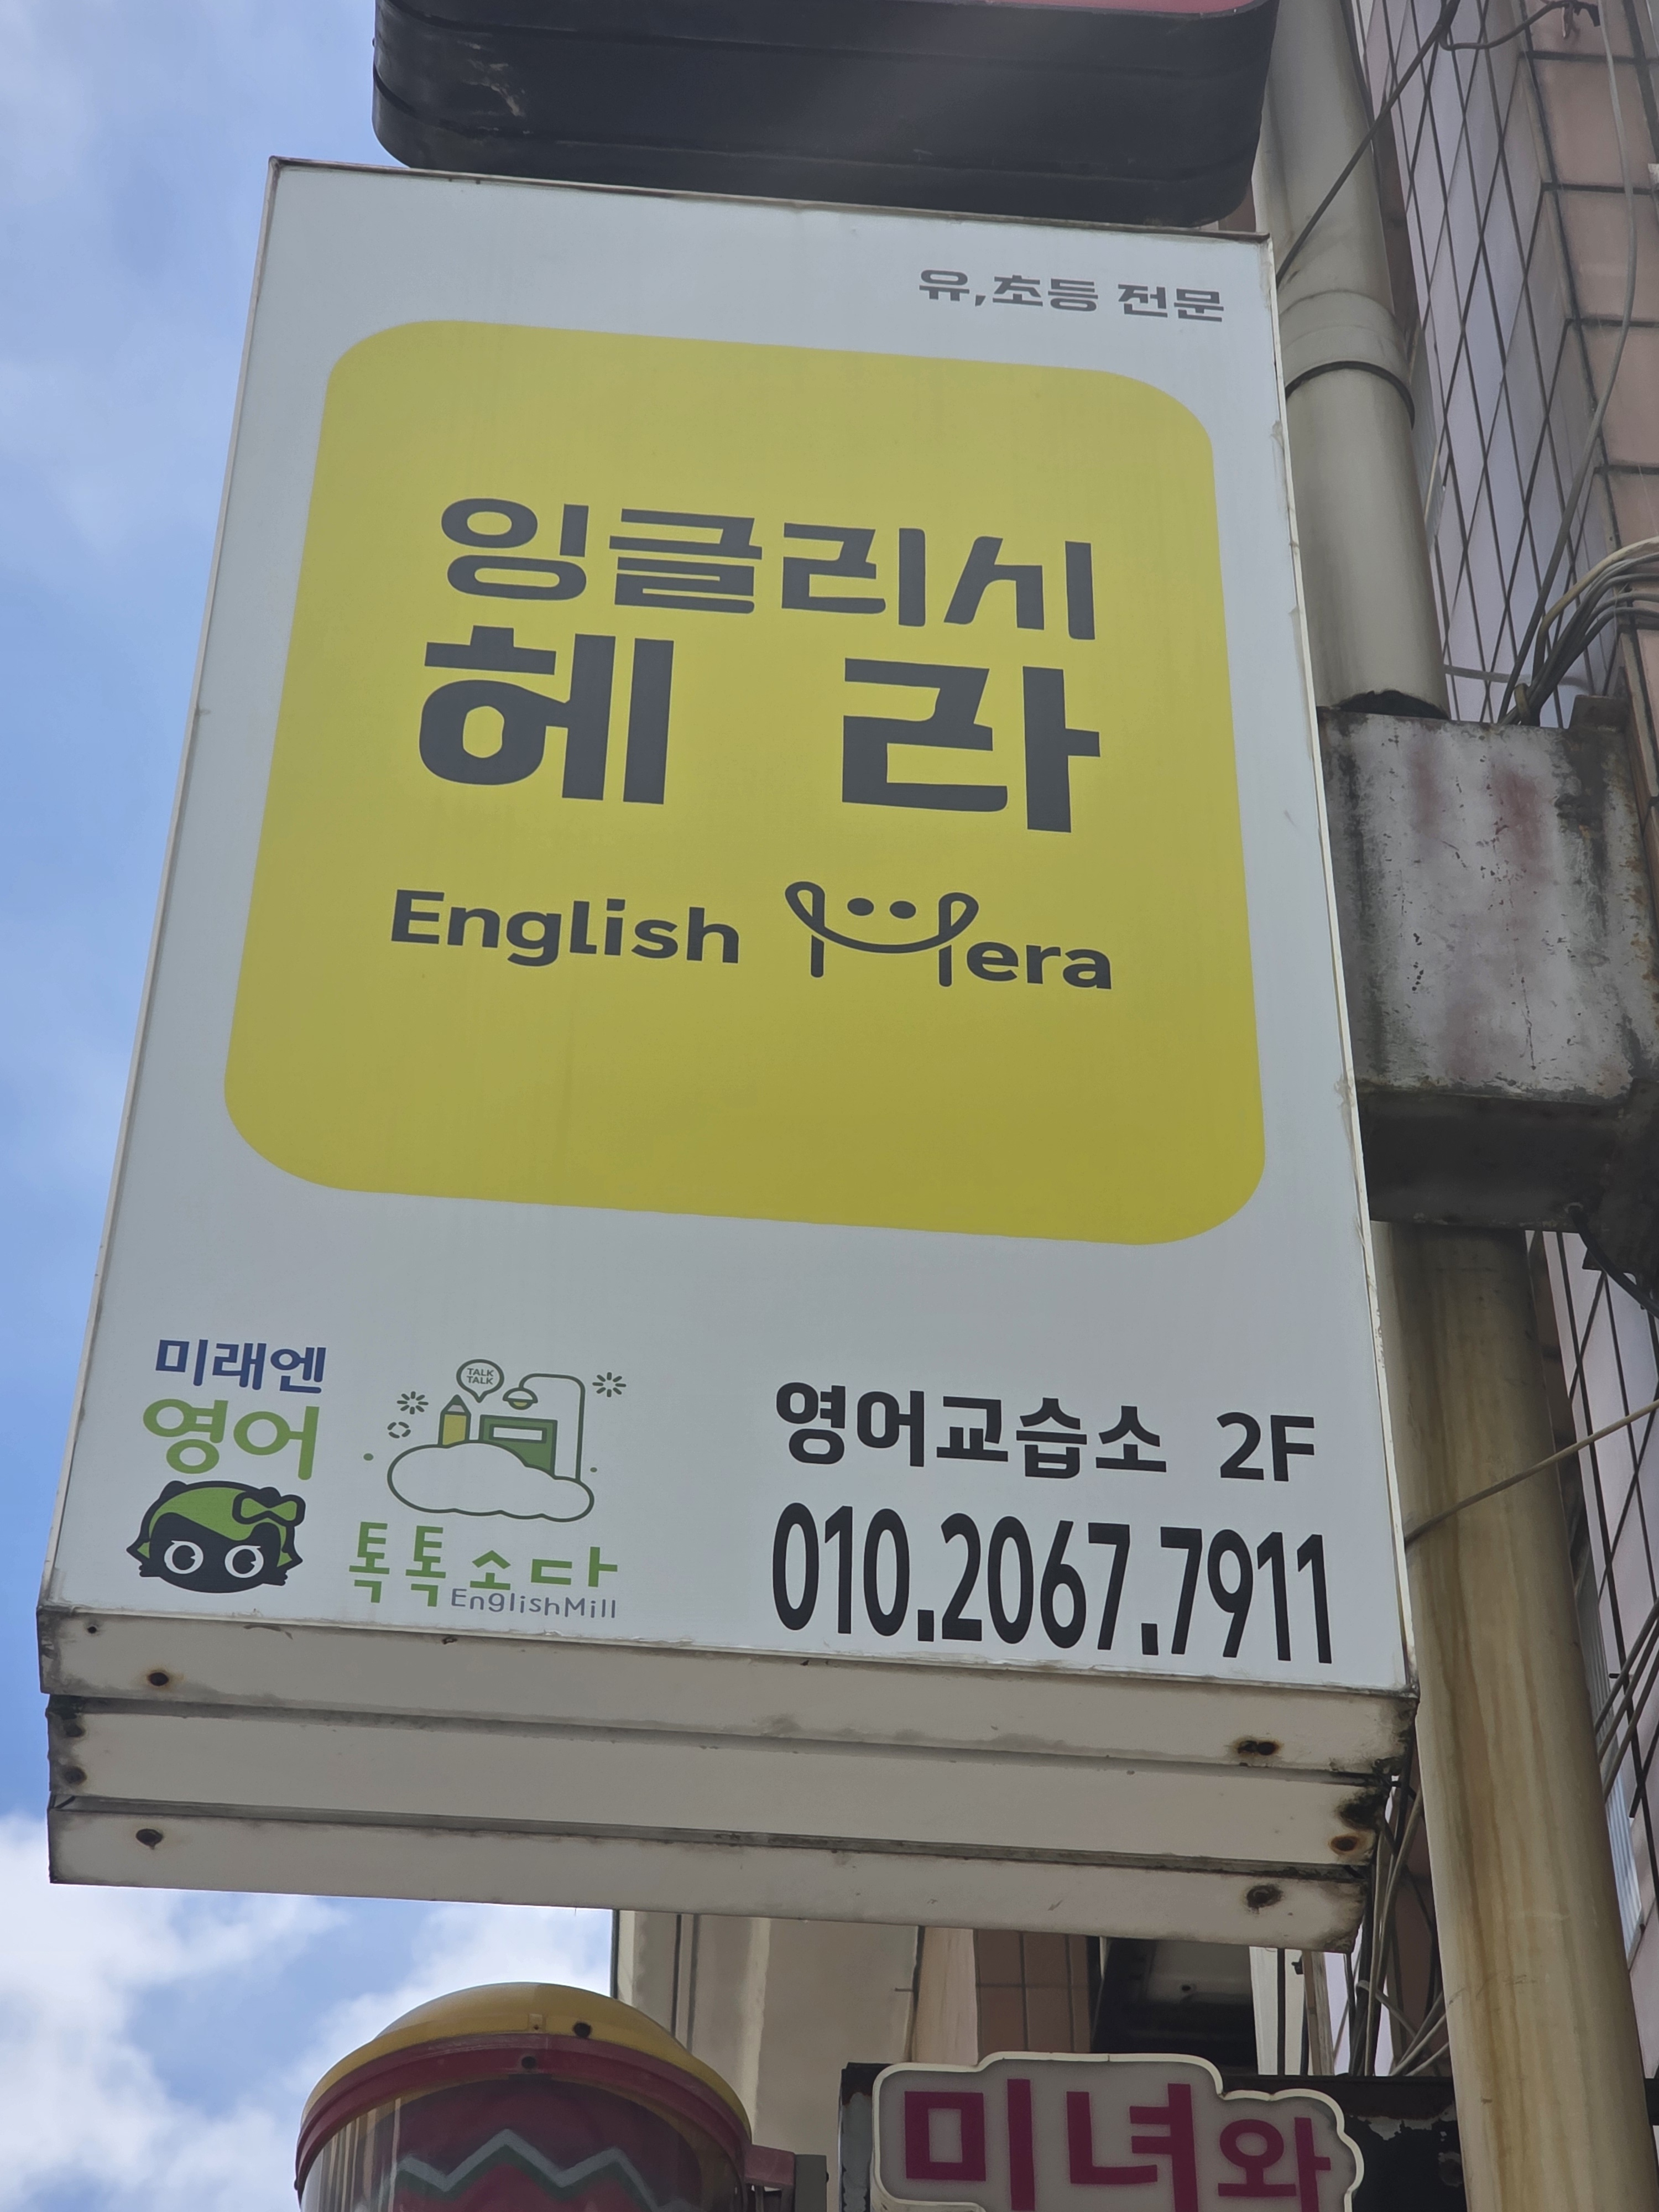 유,초등 전문
잉글리시
헤라
English Hera
미래엔
영어
TALK
TALK
톡톡소다
EnglishMill
영어교습소 2F
010.2067.7911
미녀와